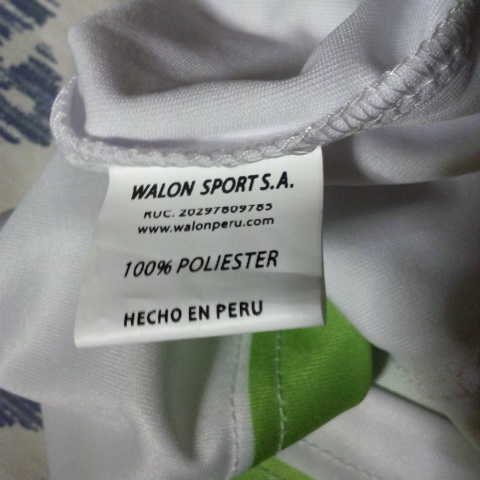 WALON SPORT S.A.
RUC. 20297809785
www.walonperu.com
100% POLIESTER
HECHO EN PERU